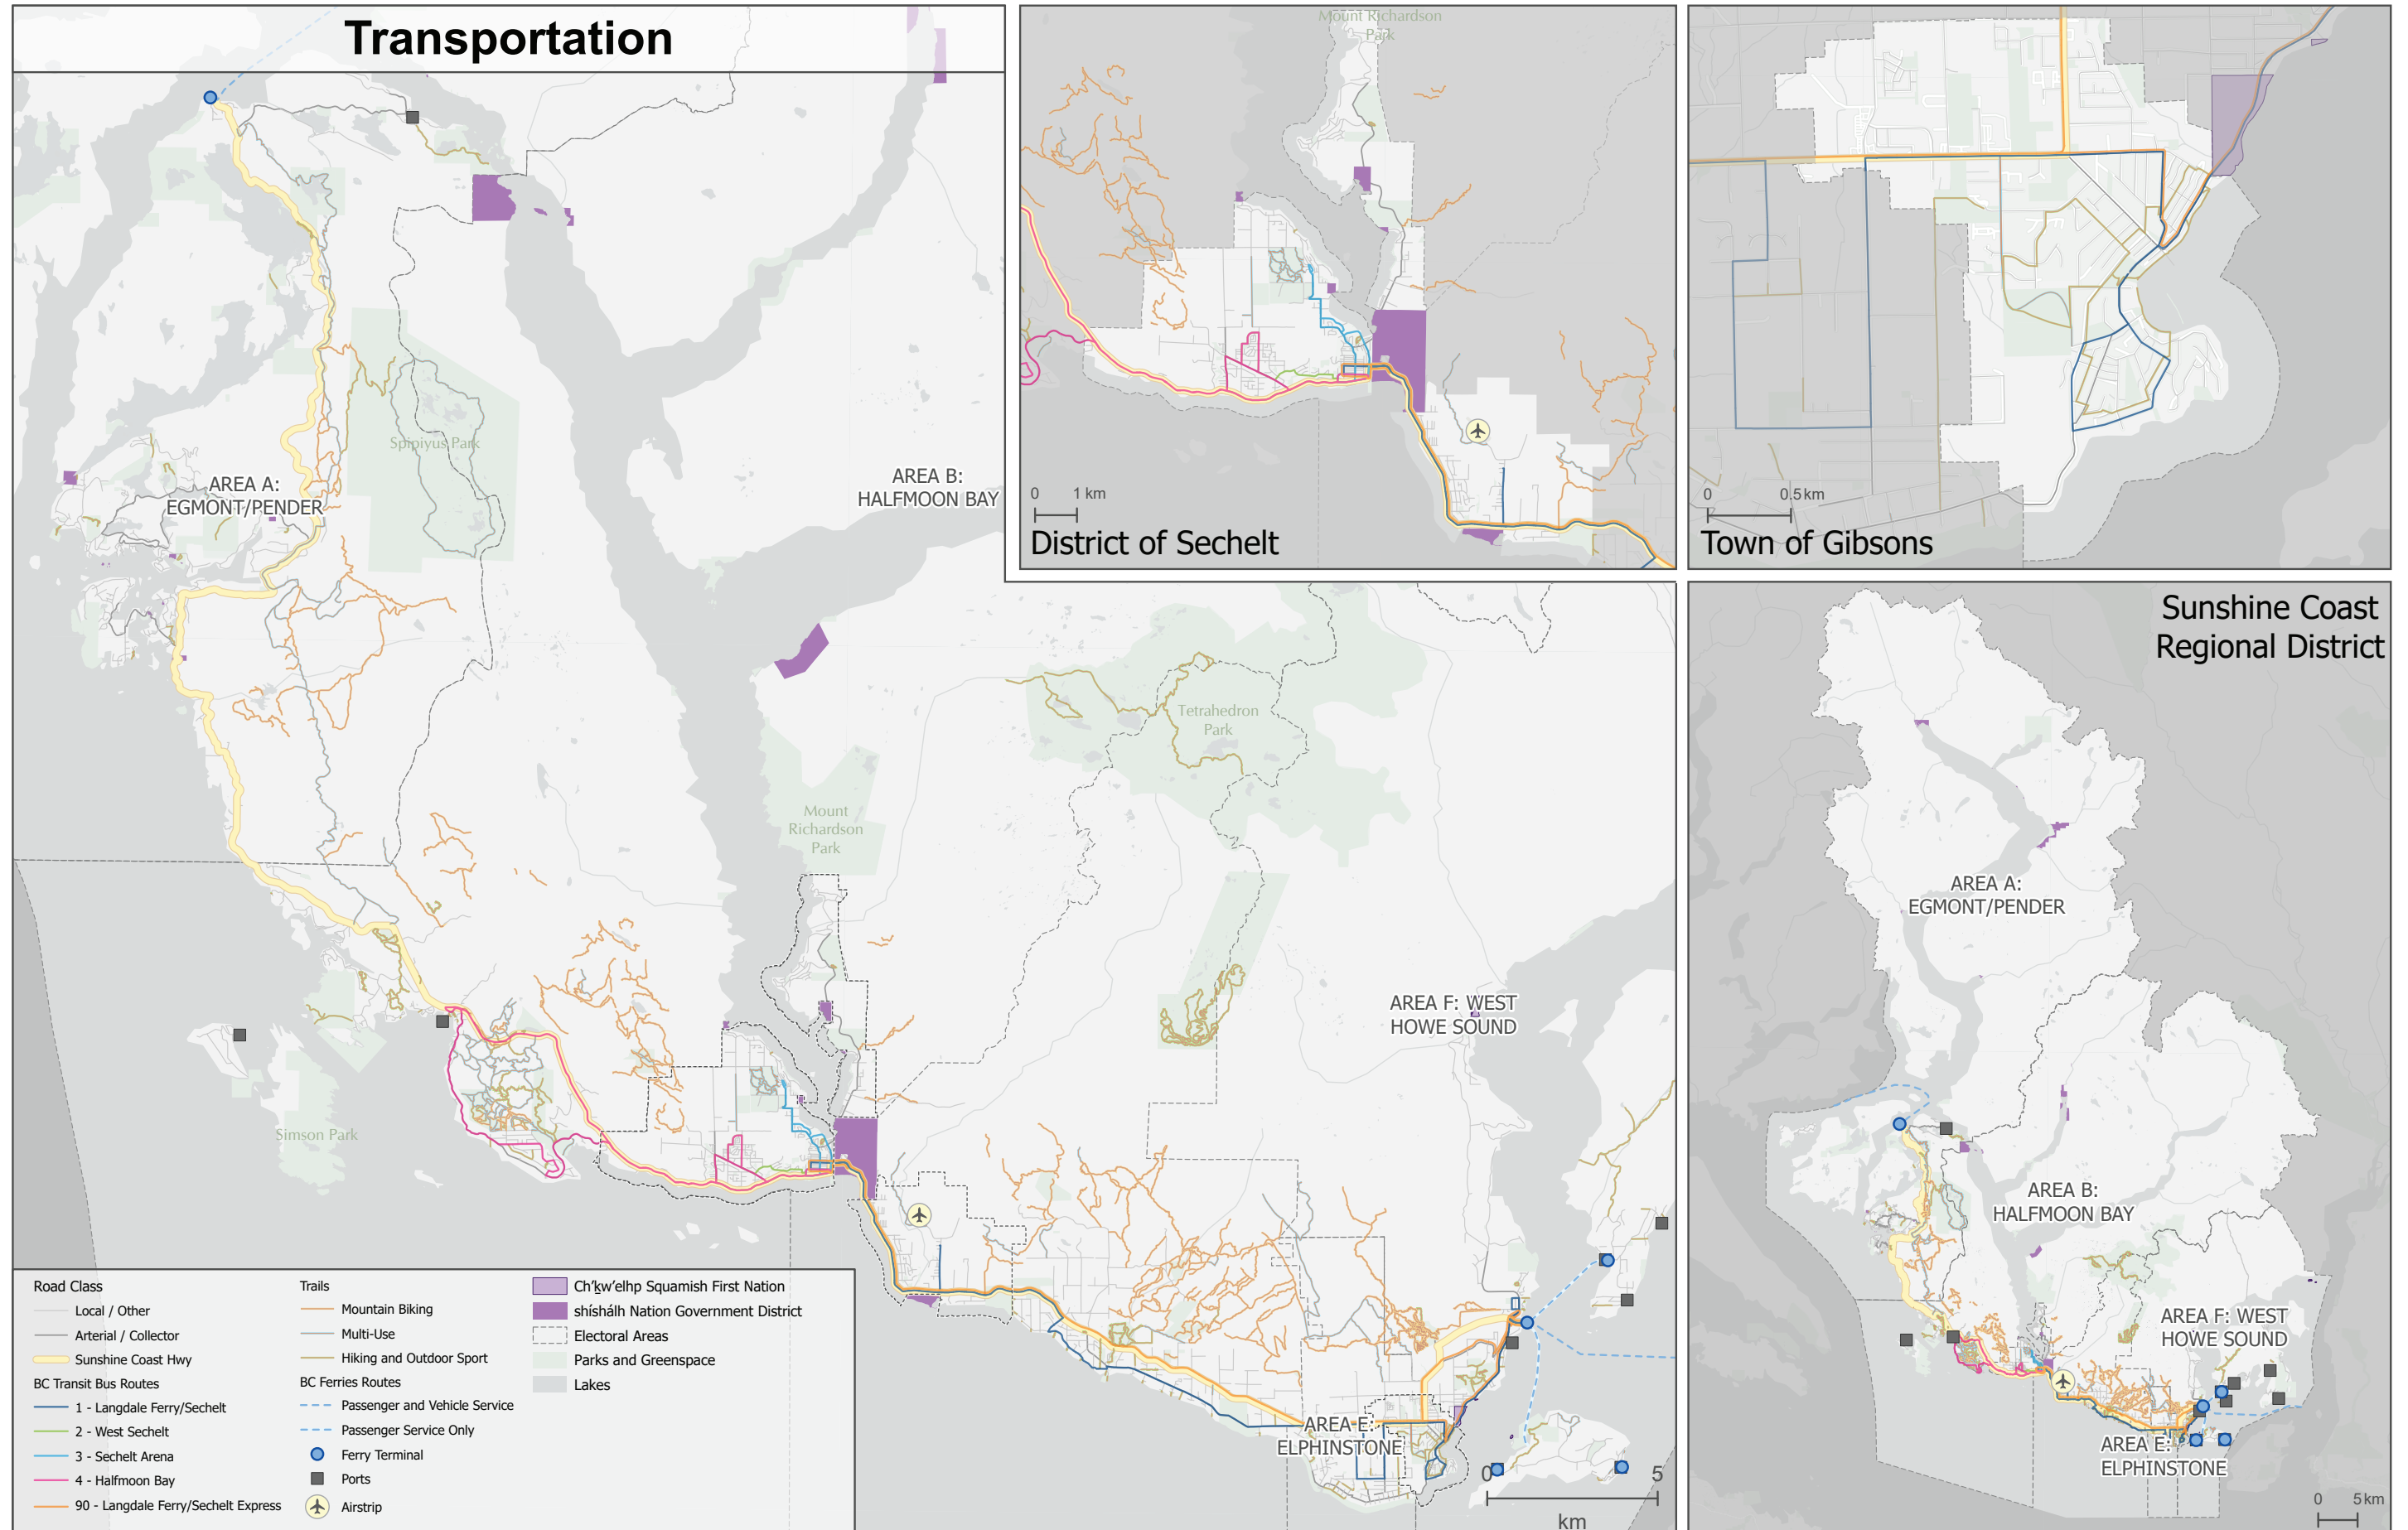 Transportation
AREA A:
EGMONT/PENDER
AREA B:
HALFMOON BAY
Spipiyus Park
Tetrahedron
Park
Mount
Richardson
Park
AREA F: WEST
HOWE SOUND
Simson Park
AREA E:
ELPHINSTONE
0 5
km
Road Class
Local / Other
Arterial / Collector
Sunshine Coast Hwy
BC Transit Bus Routes
1 - Langdale Ferry/Sechelt
2 - West Sechelt
3 - Sechelt Arena
4 - Halfmoon Bay
90 - Langdale Ferry/Sechelt Express
Trails
Mountain Biking
Multi-Use
Hiking and Outdoor Sport
BC Ferries Routes
Passenger and Vehicle Service
Passenger Service Only
Ferry Terminal
Ports
Airstrip
Ch'ḵw'elhp Squamish First Nation
shíshálh Nation Government District
Electoral Areas
Parks and Greenspace
Lakes
Mount Richardson
Park
0 1 km
District of Sechelt
0 0.5 km
Town of Gibsons
Sunshine Coast
Regional District
AREA A:
EGMONT/PENDER
AREA B:
HALFMOON BAY
AREA F: WEST
HOWE SOUND
AREA E:
ELPHINSTONE
0 5 km